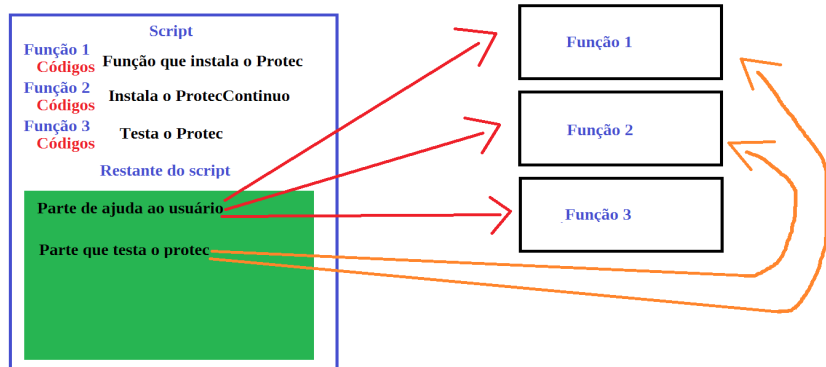 Script
Função 1
Códigos
Função que instala o Protec
Função 2
Códigos
Instala o ProtecContinuo
Função 3
Códigos
Testa o Protec
Restante do script
Parte de ajuda ao usuário
Parte que testa o protec
Função 1
Função 2
Função 3